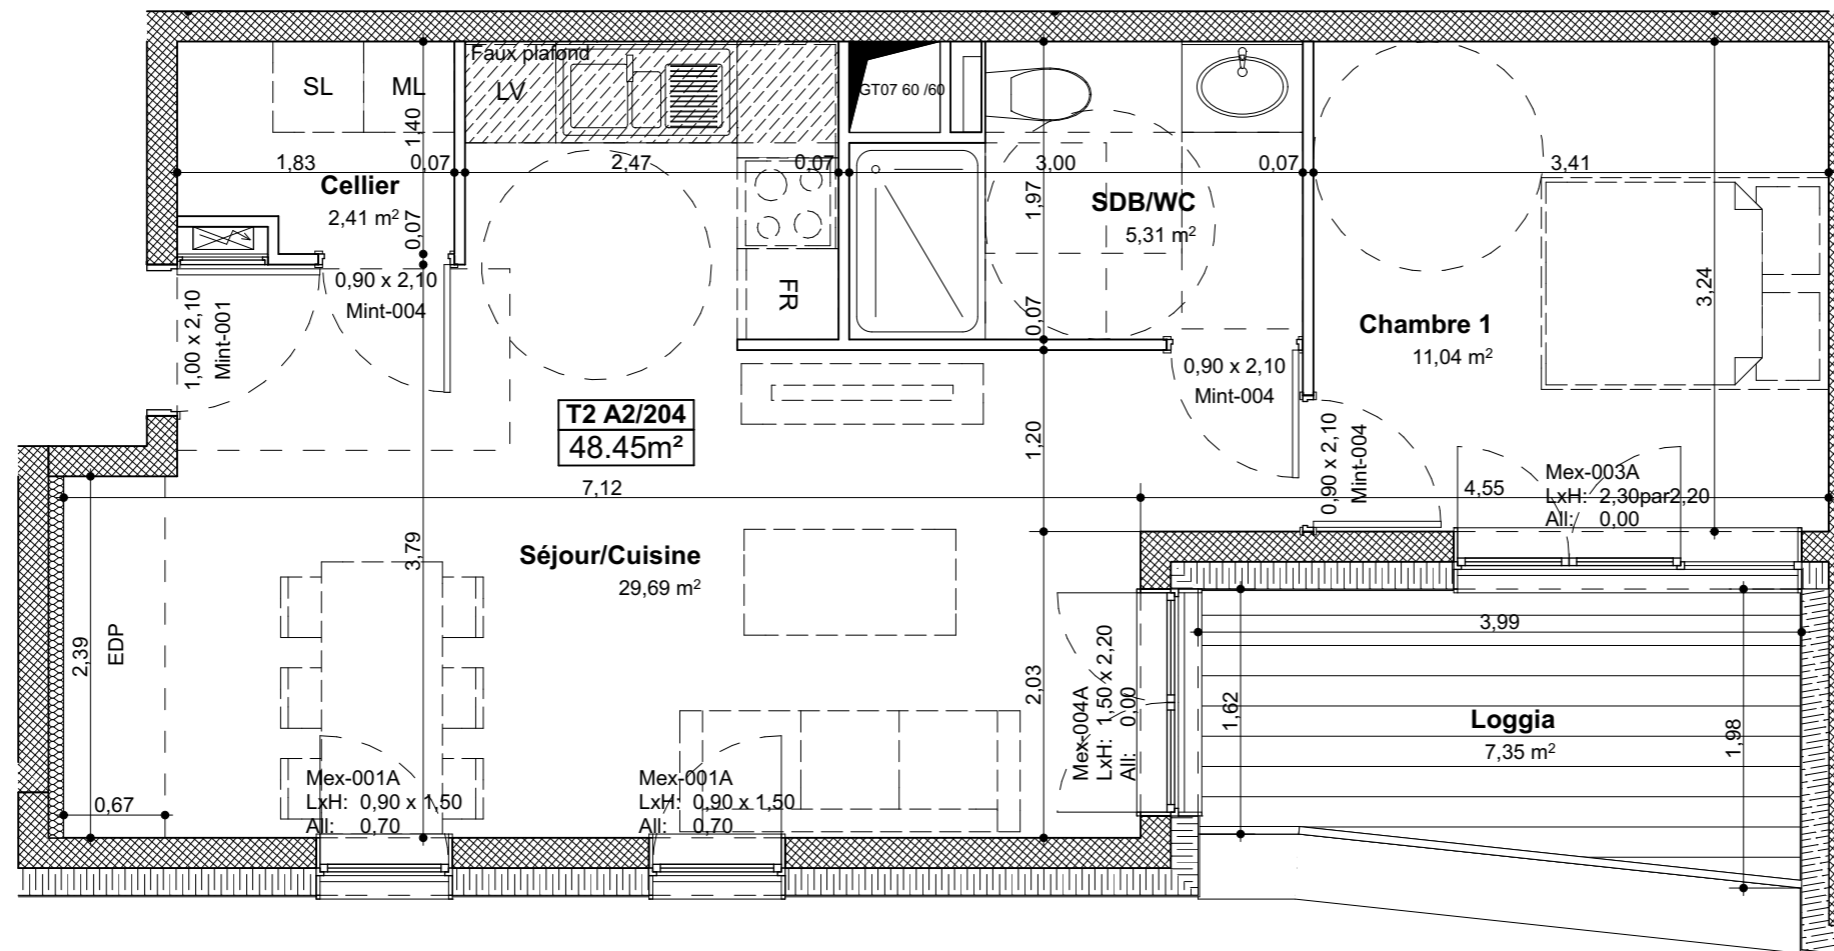 Faux plafond
SL
ML
LV
GT07 60 /60
1,40
1,83
0,07
2,47
0,07
3,00
0,07
3,41
Cellier
2,41 m²
0,07
1,97
SDB/WC
5,31 m²
0,90 x 2,10
Mint-004
1,00 x 2,10
Mint-001
FR
0,07
3,24
Chambre 1
11,04 m²
0,90 x 2,10
Mint-004
T2 A2/204
48.45m²
1,20
0,90 x 2,10
Mint-004
7,12
4,55
Mex-003A
LxH: 2,30par2,20
All: 0,00
3,79
Séjour/Cuisine
29,69 m²
2,39
EDP
3,99
2,03
Mex-004A
LxH: 1,50 x 2,20
All: 0,00
1,62
Loggia
7,35 m²
1,98
0,67
Mex-001A
LxH: 0,90 x 1,50
All: 0,70
Mex-001A
LxH: 0,90 x 1,50
All: 0,70